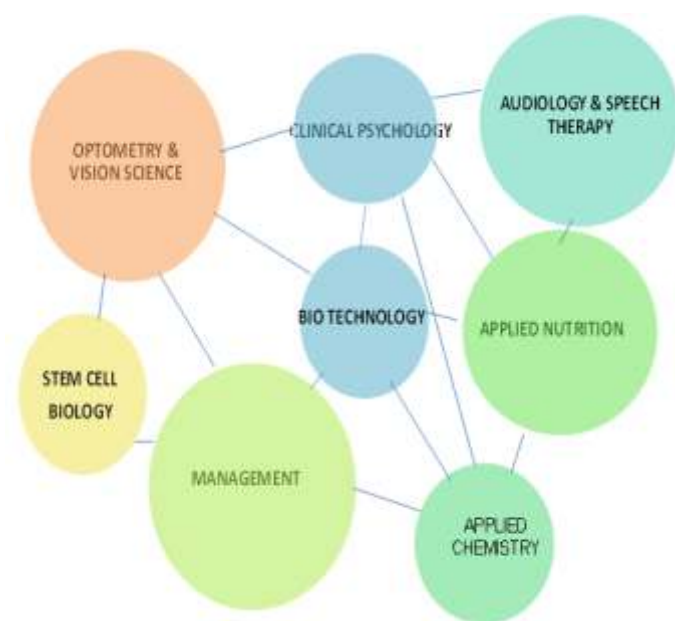 OPTOMETRY &
VISION SCIENCE
CLINICAL PSYCHOLOGY
AUDIOLOGY & SPEECH
THERAPY
BIO TECHNOLOGY
APPLIED NUTRITION
STEM CELL
BIOLOGY
MANAGEMENT
APPLIED
CHEMISTRY